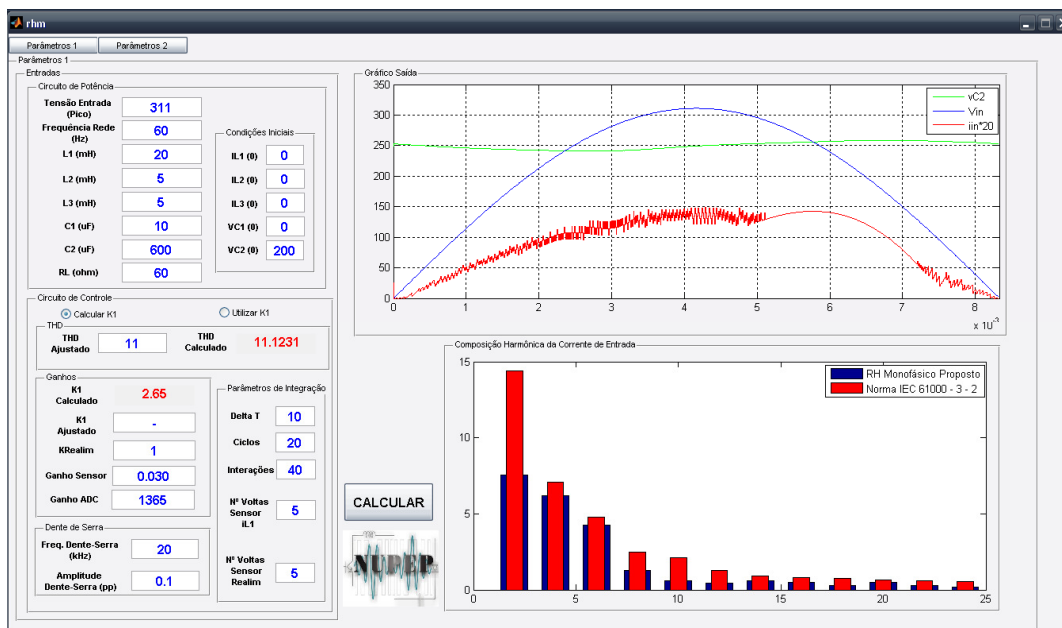 rhm
Parâmetros 1 Parâmetros 2
Parâmetros 1
Entradas
Circuito de Potência
Tensão Entrada (Pico) 311
Frequência Rede (Hz) 60
L1 (mH) 20
L2 (mH) 5
L3 (mH) 5
C1 (uF) 10
C2 (uF) 600
RL (ohm) 60
Condições Iniciais
IL1 (0) 0
IL2 (0) 0
IL3 (0) 0
VC1 (0) 0
VC2 (0) 200
Circuito de Controle
Calcular K1 Utilizar K1
THD
THD Ajustado 11
THD Calculado 11.1231
Ganhos
K1 Calculado 2.65
K1 Ajustado -
KRealim 1
Ganho Sensor 0.030
Ganho ADC 1365
Dente de Serra
Freq. Dente-Serra (kHz) 20
Amplitude Dente-Serra (pp) 0.1
Parâmetros de Integração
Delta T 10
Ciclos 20
Interações 40
Nº Voltas Sensor iL1 5
Nº Voltas Sensor Realim 5
Gráfico Saída
350
300
250
200
150
100
50
0
0 1 2 3 4 5 6 7 8
x 10-3
vC2
Vin
iin*20
CALCULAR
NUPEP
Composição Harmônica da Corrente de Entrada
15
10
5
0
0 5 10 15 20 25
RH Monofásico Proposto
Norma IEC 61000 - 3 - 2